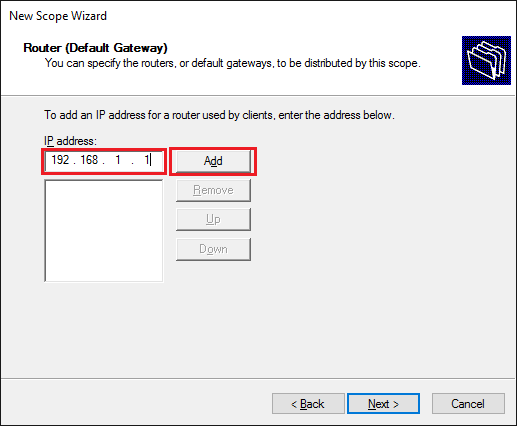 New Scope Wizard
Router (Default Gateway)
You can specify the routers, or default gateways, to be distributed by this scope.
To add an IP address for a router used by clients, enter the address below.
IP address:
192 . 168 . 1 . 1
Add
Remove
Up
Down
< Back
Next >
Cancel